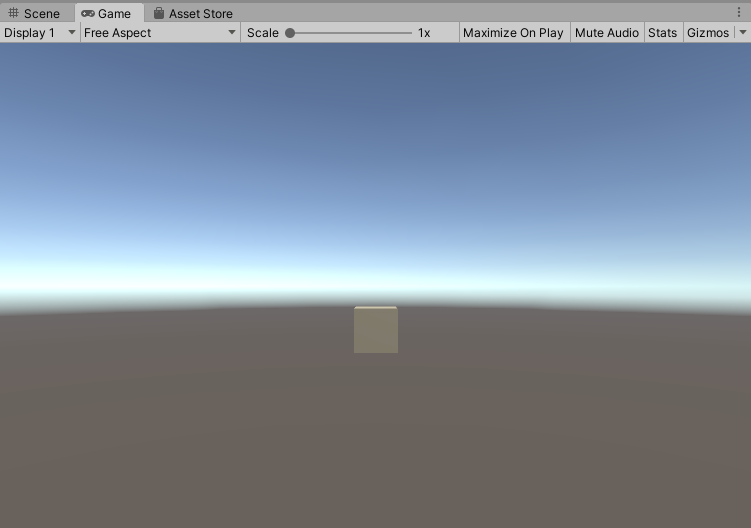 Scene Game Asset Store
Display 1 Free Aspect Scale 1x Maximize On Play Mute Audio Stats Gizmos